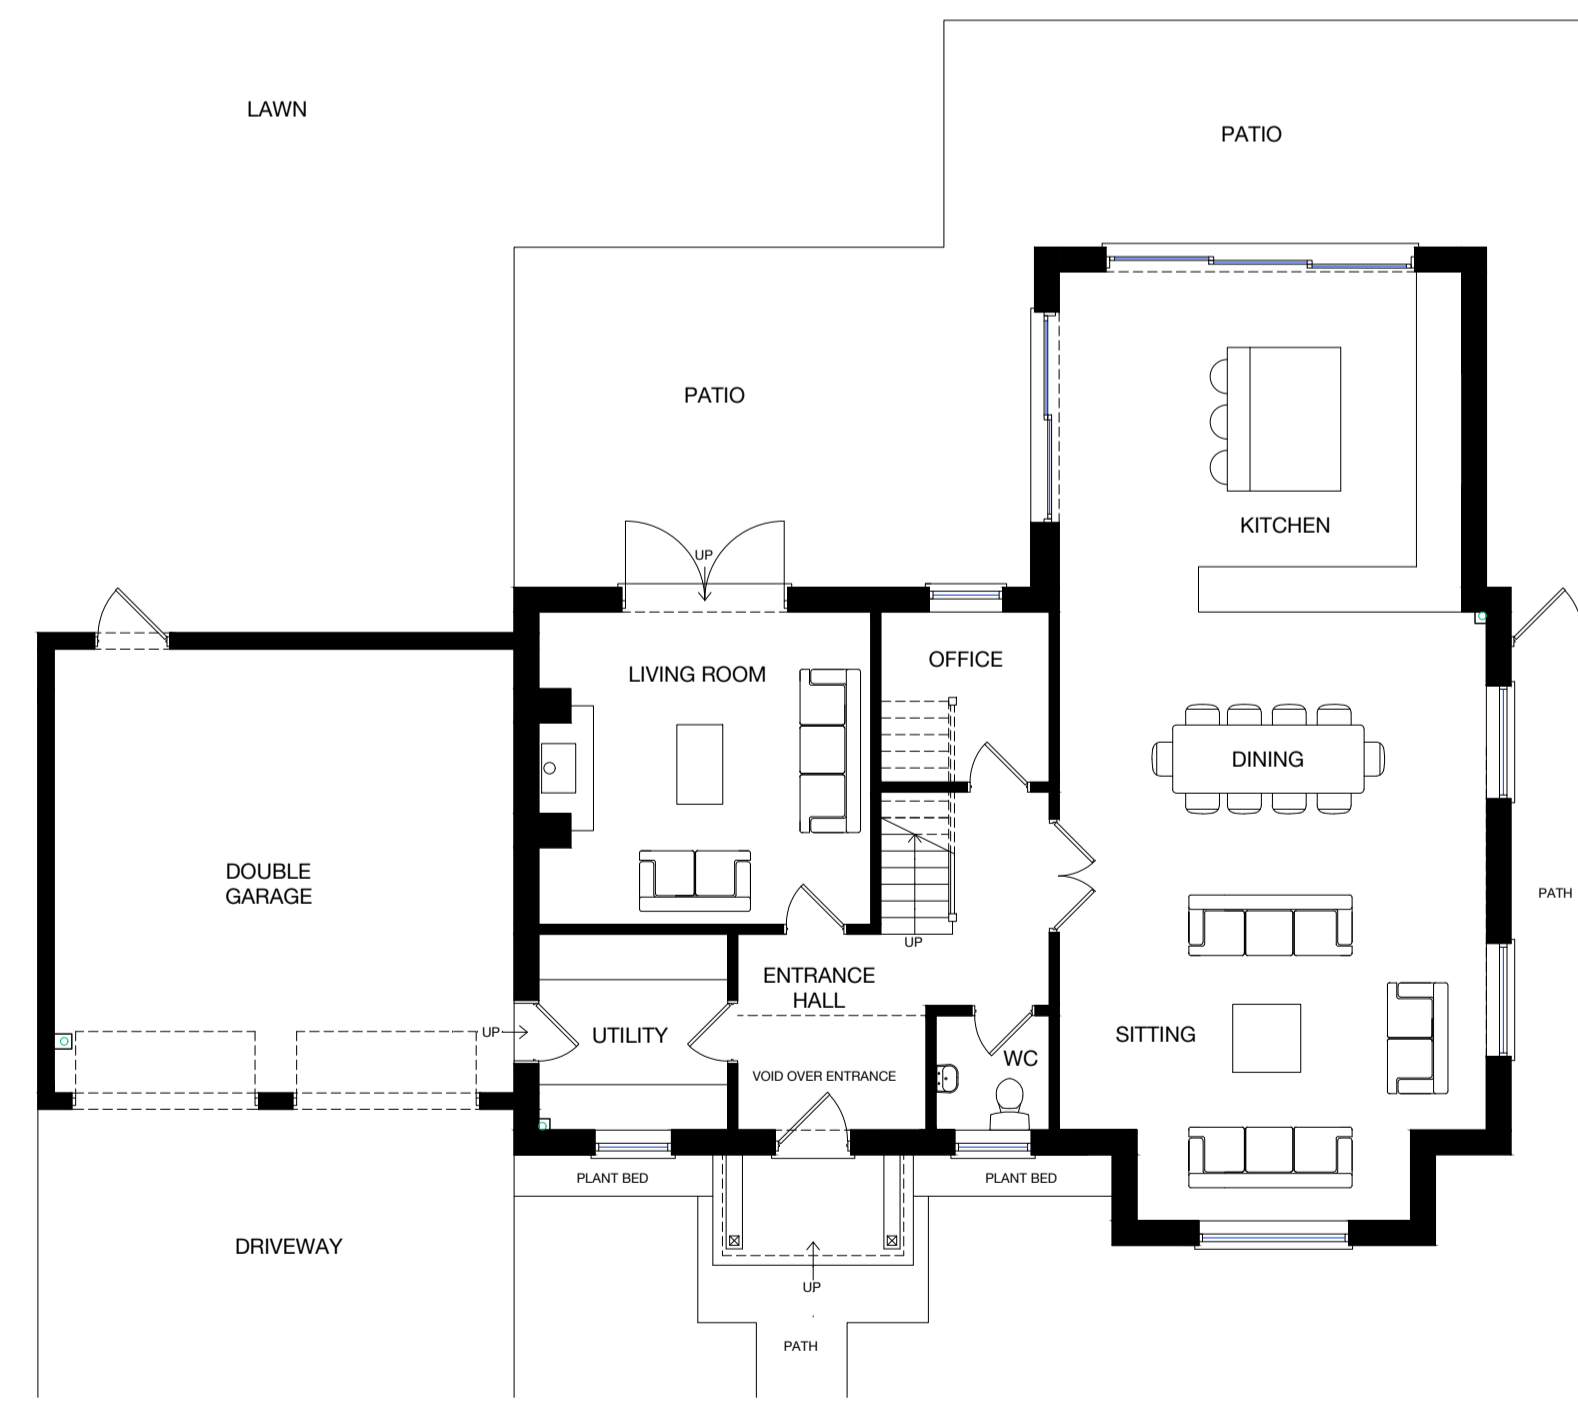 LAWN
PATIO
PATIO
KITCHEN
UP
LIVING ROOM
OFFICE
DINING
DOUBLE
GARAGE
PATH
UP
ENTRANCE
HALL
UP
UTILITY
WC
SITTING
VOID OVER ENTRANCE
PLANT BED
PLANT BED
DRIVEWAY
UP
PATH